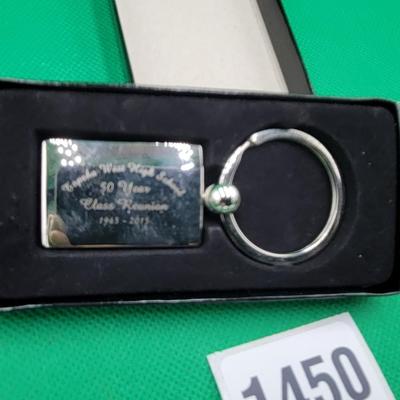 Topeka West High School
50 Year
Class Reunion
1965 - 2015
1450